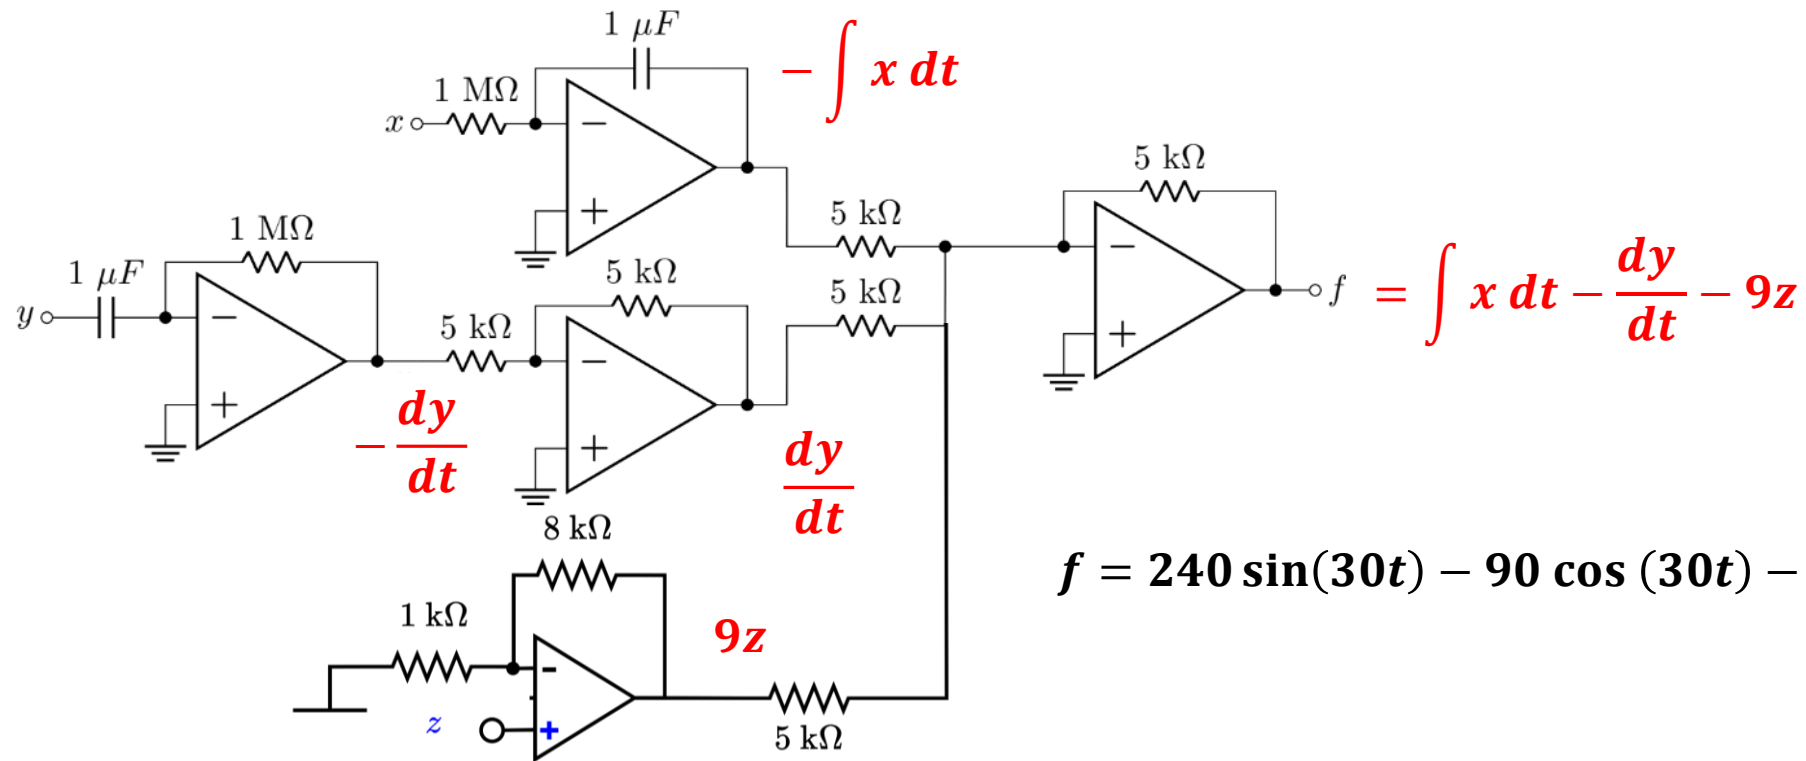 1 μF
− ∫ x dt
1 MΩ
x
−
+
5 kΩ
5 kΩ
−
+
f = ∫ x dt − dy/dt − 9z
1 MΩ
1 μF
y
−
+
− dy/dt
5 kΩ
5 kΩ
−
+
5 kΩ
dy/dt
f = 240 sin(30t) − 90 cos (30t) −
8 kΩ
1 kΩ
-
+
z
9z
5 kΩ